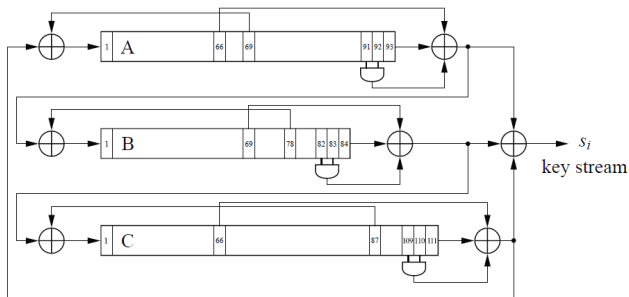 1 A 66 69 91 92 93
1 B 69 78 82 83 84
s_i
key stream
1 C 66 87 109 110 111